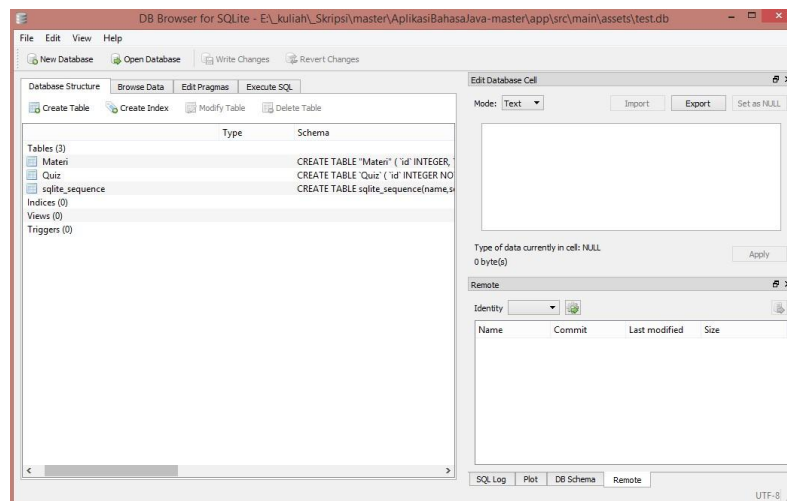 DB Browser for SQLite - E:\_kuliah\_Skripsi\master\AplikasiBahasaJava-master\app\src\main\assets\test.db
File Edit View Help
New Database Open Database Write Changes Revert Changes
Database Structure Browse Data Edit Pragmas Execute SQL
Create Table Create Index Modify Table Delete Table
Type Schema
Tables (3)
Materi CREATE TABLE "Materi" ( `id` INTEGER, `
Quiz CREATE TABLE `Quiz` ( `id` INTEGER NO
sqlite_sequence CREATE TABLE sqlite_sequence(name,s
Indices (0)
Views (0)
Triggers (0)
Edit Database Cell
Mode: Text Import Export Set as NULL
Type of data currently in cell: NULL
0 byte(s)
Apply
Remote
Identity
Name Commit Last modified Size
SQL Log Plot DB Schema Remote
UTF-8